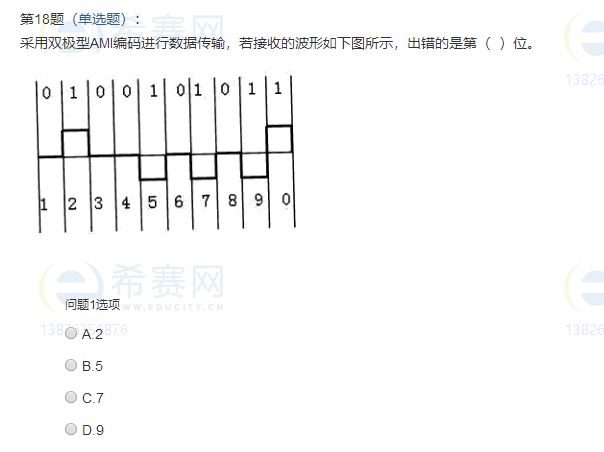 第18题（单选题）：
采用双极型AMI编码进行数据传输，若接收的波形如下图所示，出错的是第（ ）位。
0 1 0 0 1 0 1 0 1 1
1 2 3 4 5 6 7 8 9 0
希赛网
WWW.EDUCITY.CN
问题1选项
A.2
B.5
C.7
D.9
13826
13826